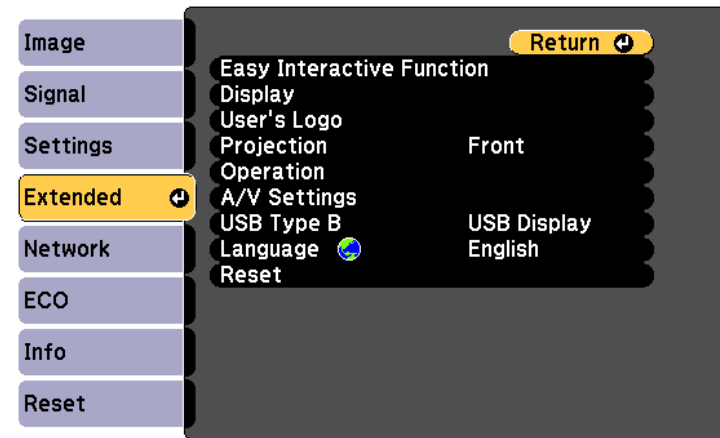 Image
Signal
Settings
Extended
Network
ECO
Info
Reset
Return
Easy Interactive Function
Display
User's Logo
Projection Front
Operation
A/V Settings
USB Type B USB Display
Language English
Reset